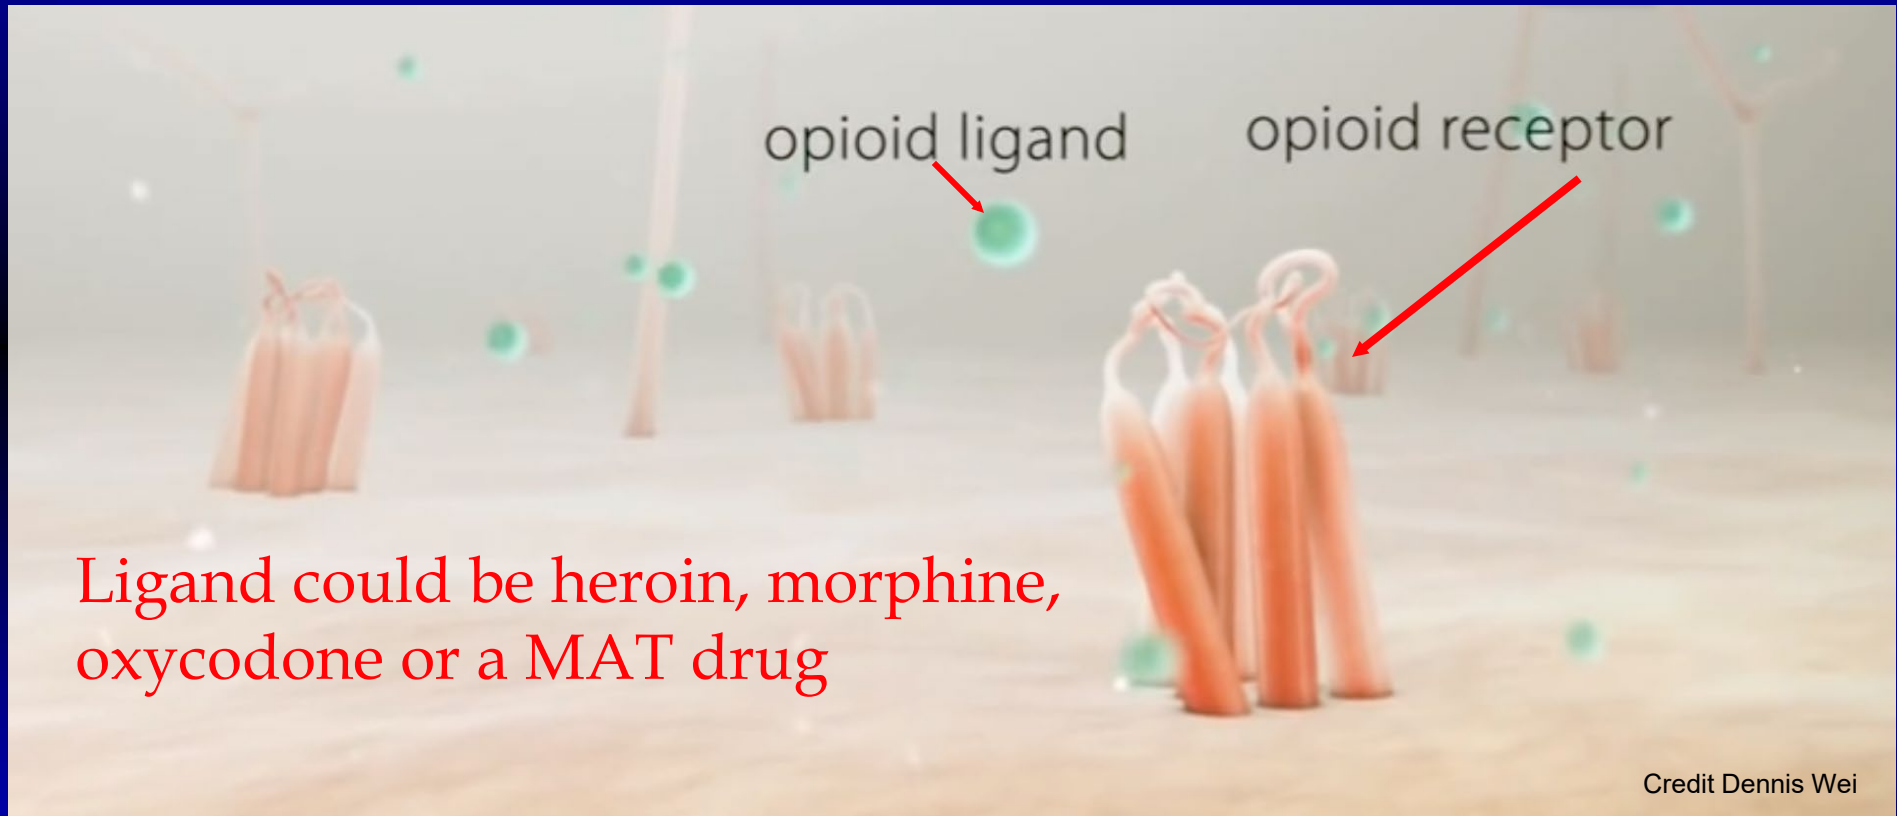 opioid ligand
opioid receptor
Ligand could be heroin, morphine,
oxycodone or a MAT drug
Credit Dennis Wei